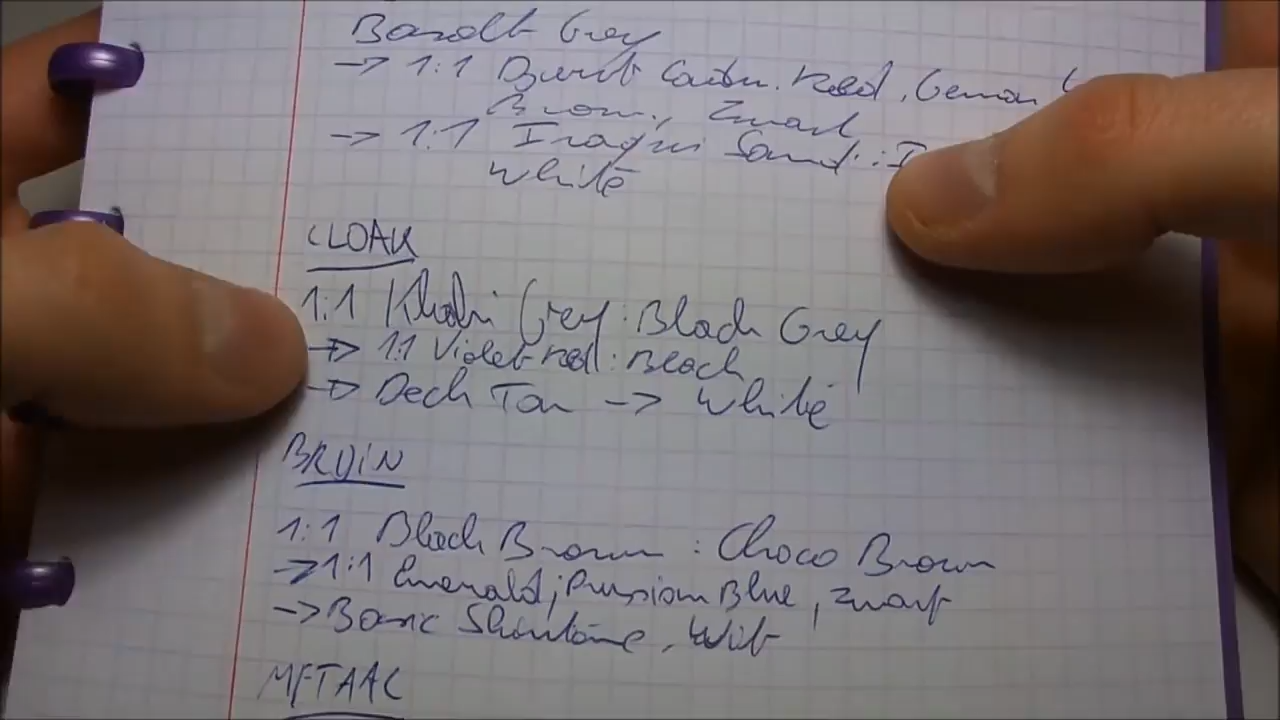 Basalt Grey
→ 1:1 Burnt Cadm. Red, German
Brown, Zwart
→ 1:1 Iraqui Sand : I
White
CLOAK
1:1 Khaki Grey : Black Grey
→ 1:1 Violet Red : Black
→ Deck Tan → White
BRUIN
1:1 Black Brown : Choco Brown
→ 1:1 Emerald; Prussian Blue, Zwart
→ Basic Skintone, Wit
METAAL